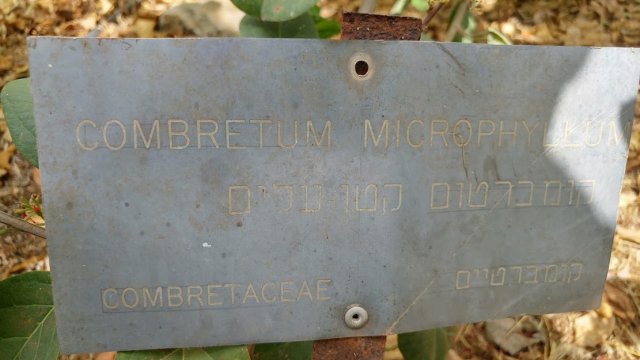 COMBRETUM MICROPHYLLUM
קומברטום קטן עלים
COMBRETACEAE קומברטיים